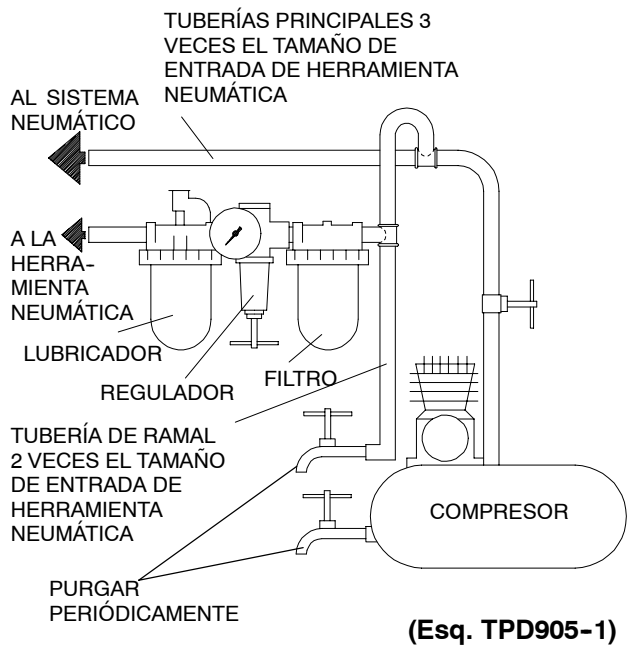 TUBERÍAS PRINCIPALES 3
VECES EL TAMAÑO DE
ENTRADA DE HERRAMIENTA
NEUMÁTICA
AL SISTEMA
NEUMÁTICO
A LA
HERRA-
MIENTA
NEUMÁTICA
LUBRICADOR
REGULADOR
FILTRO
TUBERÍA DE RAMAL
2 VECES EL TAMAÑO
DE ENTRADA DE
HERRAMIENTA
NEUMÁTICA
COMPRESOR
PURGAR
PERIÓDICAMENTE
(Esq. TPD905-1)